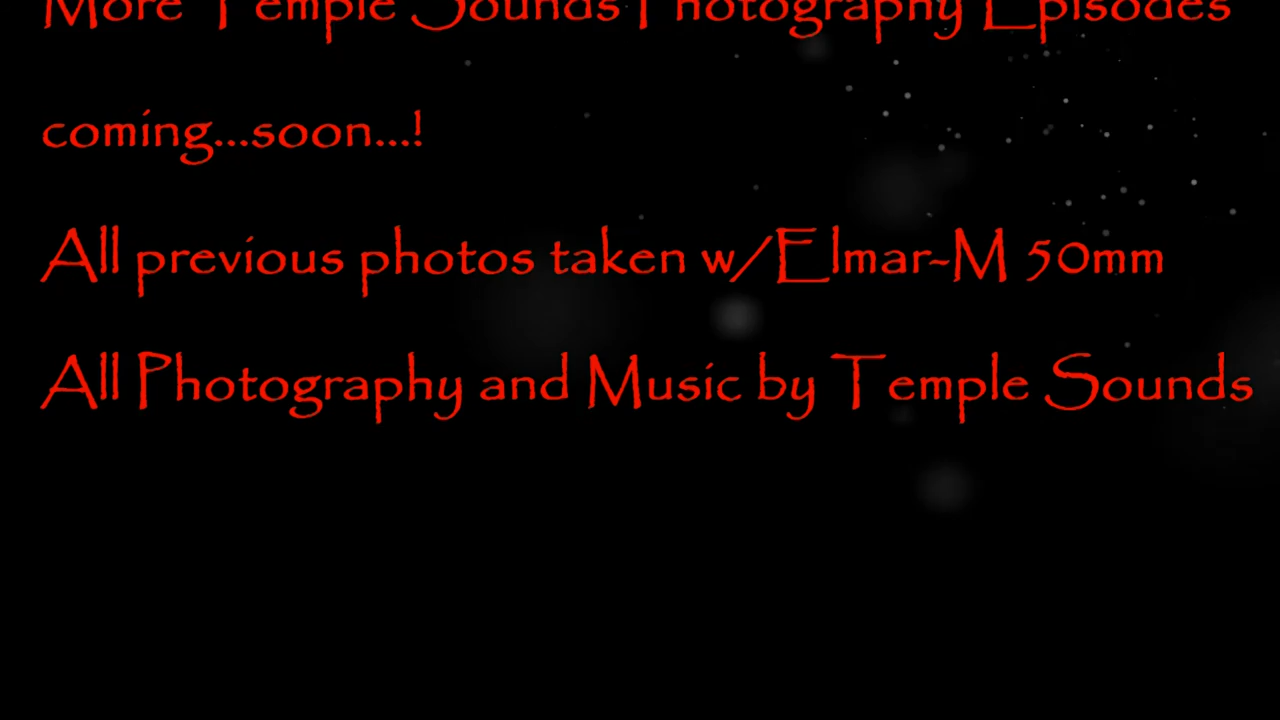 More Temple Sounds Photography Episodes
coming...soon...!
All previous photos taken w/Elmar-M 50mm
All Photography and Music by Temple Sounds